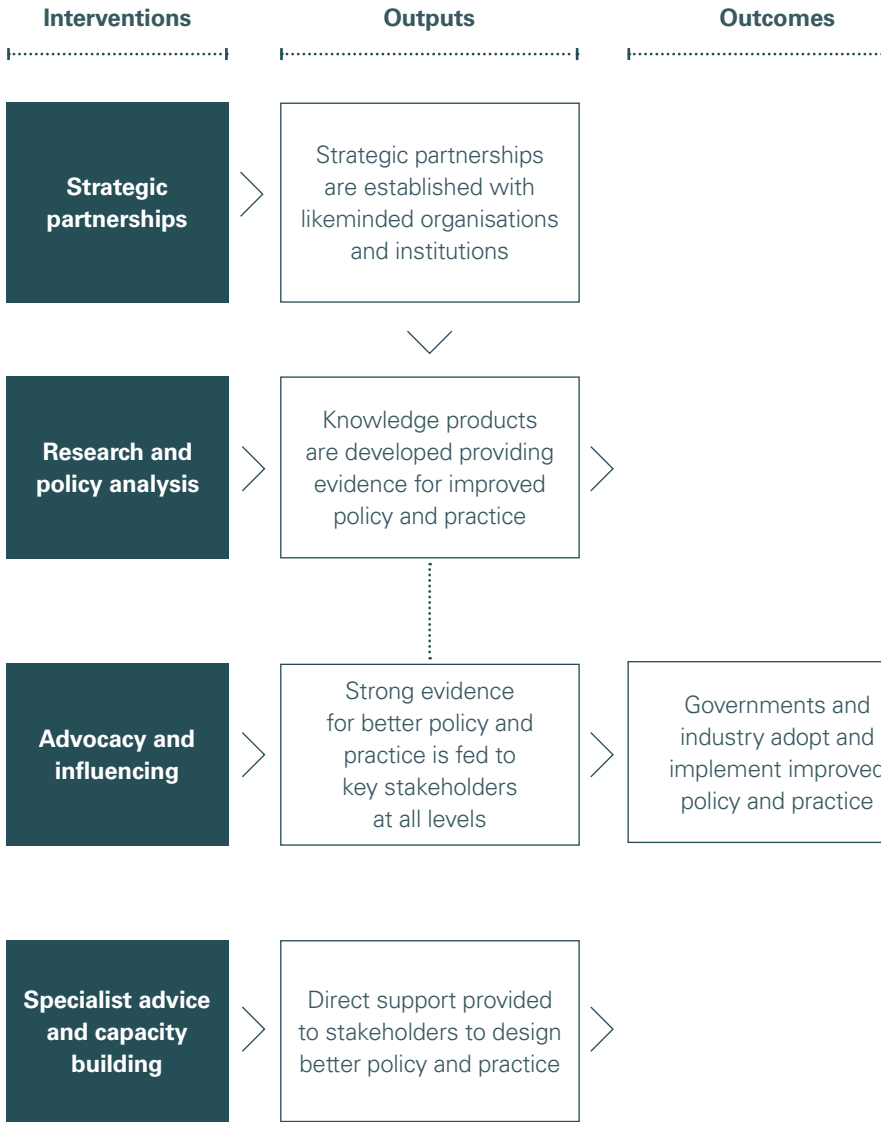 Interventions
Outputs
Outcomes
Strategic
partnerships
Strategic partnerships
are established with
likeminded organisations
and institutions
Research and
policy analysis
Knowledge products
are developed providing
evidence for improved
policy and practice
Advocacy and
influencing
Strong evidence
for better policy and
practice is fed to
key stakeholders
at all levels
Governments and
industry adopt and
implement improved
policy and practice
Specialist advice
and capacity
building
Direct support provided
to stakeholders to design
better policy and practice